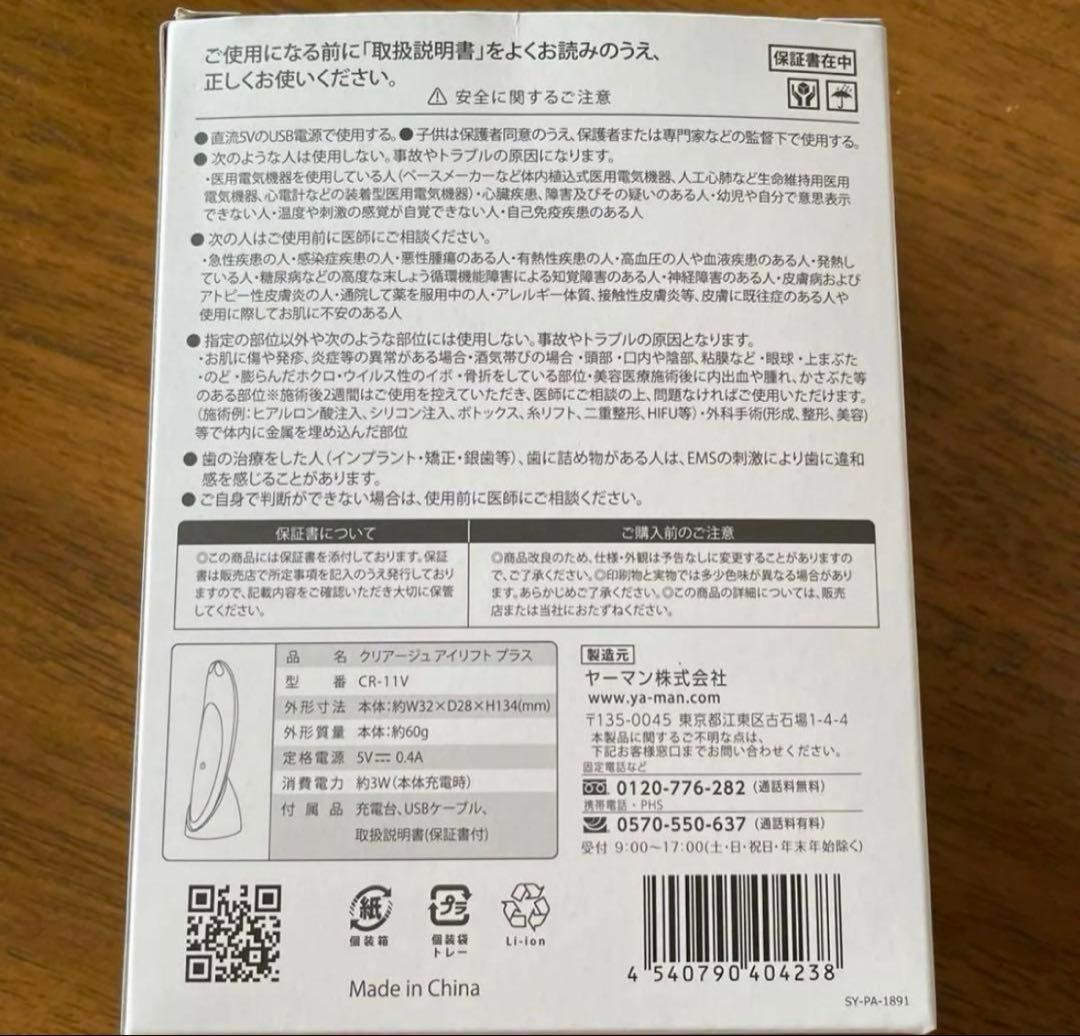 ご使用になる前に「取扱説明書」をよくお読みのうえ、
正しくお使いください。
保証書在中
⚠ 安全に関するご注意
●直流5VのUSB電源で使用する。●子供は保護者同意のうえ、保護者または専門家などの監督下で使用する。
●次のような人は使用しない。事故やトラブルの原因になります。
・医用電気機器を使用している人(ペースメーカーなど体内植込式医用電気機器、人工心肺など生命維持用医用
電気機器、心電計などの装着型医用電気機器)・心臓疾患、障害及びその疑いのある人・幼児や自分で意思表示
できない人・温度や刺激の感覚が自覚できない人・自己免疫疾患のある人
●次の人はご使用前に医師にご相談ください。
・急性疾患の人・感染症疾患の人・悪性腫瘍のある人・有熱性疾患の人・高血圧の人や血液疾患のある人・発熱し
ている人・糖尿病などの高度な末しょう循環機能障害による知覚障害のある人・神経障害のある人・皮膚病および
アトピー性皮膚炎の人・通院して薬を服用中の人・アレルギー体質、接触性皮膚炎等、皮膚に既往症のある人や
使用に際してお肌に不安のある人
●指定の部位以外や次のような部位には使用しない。事故やトラブルの原因となります。
・お肌に傷や発疹、炎症等の異常がある場合・酒気帯びの場合・頭部・口内や陰部、粘膜など・眼球・上まぶた
・のど・膨らんだホクロ・ウイルス性のイボ・骨折をしている部位・美容医療施術後に内出血や腫れ、かさぶた等
のある部位※施術後2週間はご使用を控えていただき、医師にご相談の上、問題なければご使用いただけます。
(施術例:ヒアルロン酸注入、シリコン注入、ボトックス、糸リフト、二重整形、HIFU等)・外科手術(形成、整形、美容)
等で体内に金属を埋め込んだ部位
●歯の治療をした人(インプラント・矯正・銀歯等)、歯に詰め物がある人は、EMSの刺激により歯に違和
感を感じることがあります。
●ご自身で判断ができない場合は、使用前に医師にご相談ください。
保証書について
◎この商品には保証書を添付しております。保証
書は販売店で所定事項を記入のうえ発行しており
ますので、記載内容をご確認いただき大切に保管
してください。
ご購入前のご注意
◎商品改良のため、仕様・外観は予告なしに変更することがありますの
で、ご了承ください。◎印刷物と実物では多少色味が異なる場合があり
ます。あらかじめご了承ください。◎この商品の詳細については、販売
店または当社におたずねください。
品 名 クリアージュ アイリフト プラス
型 番 CR-11V
外形寸法 本体:約W32×D28×H134(mm)
外形質量 本体:約60g
定格電源 5V⎓0.4A
消費電力 約3W(本体充電時)
付属品 充電台、USBケーブル、
取扱説明書(保証書付)
製造元
ヤーマン株式会社
www.ya-man.com
〒135-0045 東京都江東区古石場1-4-4
本製品に関するご不明な点は、
下記お客様窓口までお問い合わせください。
固定電話など
0120-776-282 (通話料無料)
携帯電話・PHS
0570-550-637 (通話料有料)
受付 9:00~17:00(土・日・祝日・年末年始除く)
紙
個装箱
プラ
個装袋
トレー
Li-ion
Made in China
4 540790 404238
SY-PA-1891